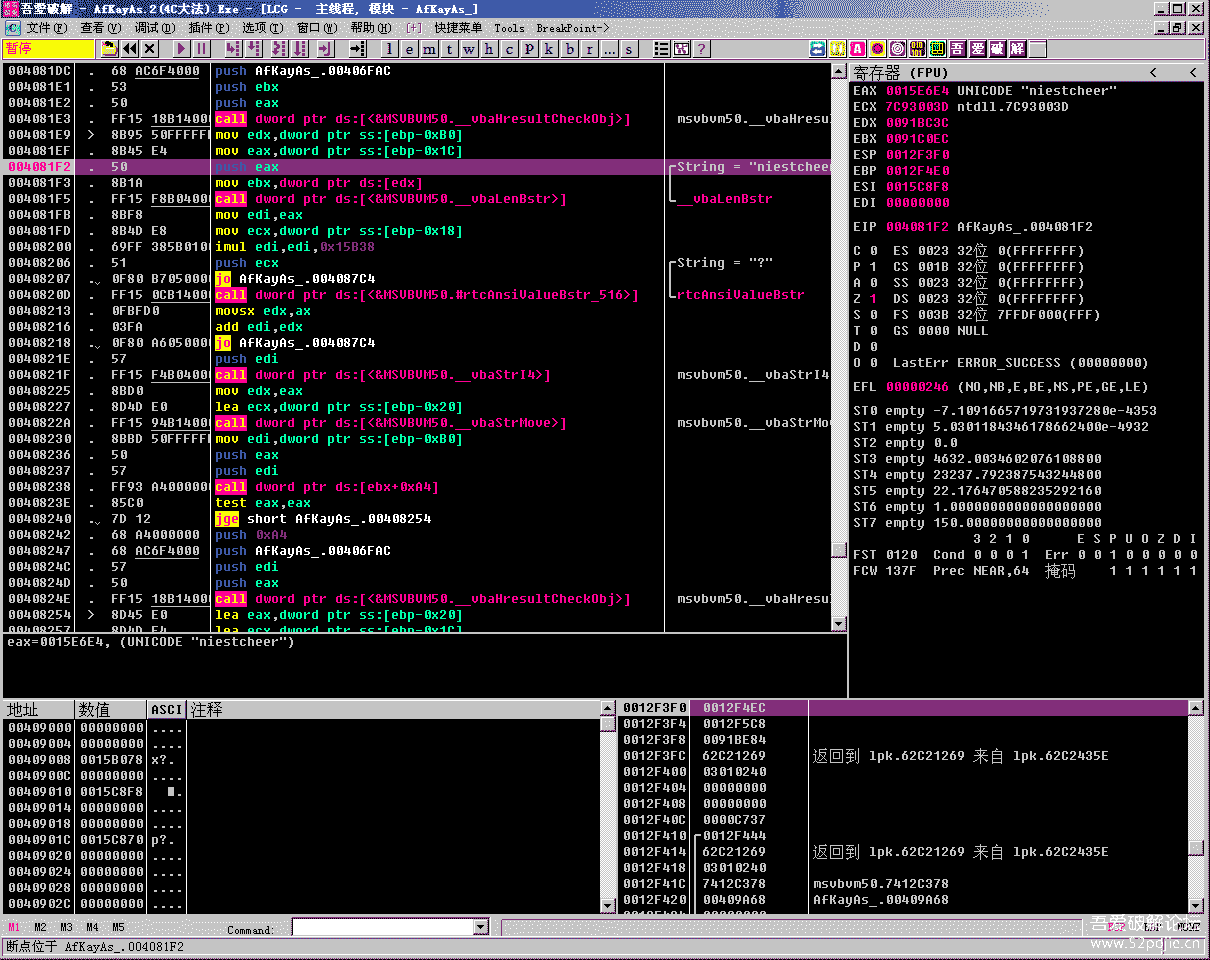 吾爱破解 - AfKayAs.2(4C大法).Exe - [LCG - 主线程, 模块 - AfKayAs_]
文件(F) 查看(V) 调试(D) 插件(P) 选项(T) 窗口(W) 帮助(H) [+] 快捷菜单 Tools BreakPoint->
暂停 l e m t w h c P k b r ... s ? 吾 爱 破 解
004081DC . 68 AC6F4000 push AfKayAs_.00406FAC
004081E1 . 53 push ebx
004081E2 . 50 push eax
004081E3 . FF15 18B14000 call dword ptr ds:[<&MSVBVM50.__vbaHresultCheckObj>] msvbvm50.__vbaHresu
004081E9 > 8B95 50FFFFF mov edx,dword ptr ss:[ebp-0xB0]
004081EF . 8B45 E4 mov eax,dword ptr ss:[ebp-0x1C]
004081F2 . 50 push eax String = "niestcheer
004081F3 . 8B1A mov ebx,dword ptr ds:[edx]
004081F5 . FF15 F8B04000 call dword ptr ds:[<&MSVBVM50.__vbaLenBstr>] __vbaLenBstr
004081FB . 8BF8 mov edi,eax
004081FD . 8B4D E8 mov ecx,dword ptr ss:[ebp-0x18]
00408200 . 69FF 385B0100 imul edi,edi,0x15B38
00408206 . 51 push ecx String = "?"
00408207 . 0F80 B7050000 jo AfKayAs_.004087C4
0040820D . FF15 0CB14000 call dword ptr ds:[<&MSVBVM50.#rtcAnsiValueBstr_516>] rtcAnsiValueBstr
00408213 . 0FBFD0 movsx edx,ax
00408216 . 03FA add edi,edx
00408218 . 0F80 A6050000 jo AfKayAs_.004087C4
0040821E . 57 push edi
0040821F . FF15 F4B04000 call dword ptr ds:[<&MSVBVM50.__vbaStrI4>] msvbvm50.__vbaStrI4
00408225 . 8BD0 mov edx,eax
00408227 . 8D4D E0 lea ecx,dword ptr ss:[ebp-0x20]
0040822A . FF15 94B14000 call dword ptr ds:[<&MSVBVM50.__vbaStrMove>] msvbvm50.__vbaStrMov
00408230 . 8BBD 50FFFFF mov edi,dword ptr ss:[ebp-0xB0]
00408236 . 50 push eax
00408237 . 57 push edi
00408238 . FF93 A4000000 call dword ptr ds:[ebx+0xA4]
0040823E . 85C0 test eax,eax
00408240 . 7D 12 jge short AfKayAs_.00408254
00408242 . 68 A4000000 push 0xA4
00408247 . 68 AC6F4000 push AfKayAs_.00406FAC
0040824C . 57 push edi
0040824D . 50 push eax
0040824E . FF15 18B14000 call dword ptr ds:[<&MSVBVM50.__vbaHresultCheckObj>] msvbvm50.__vbaHresu
00408254 > 8D45 E0 lea eax,dword ptr ss:[ebp-0x20]
00408257 . 8D4D E4 lea ecx,dword ptr ss:[ebp-0x1C]
eax=0015E6E4, (UNICODE "niestcheer")
寄存器 (FPU) < <
EAX 0015E6E4 UNICODE "niestcheer"
ECX 7C93003D ntdll.7C93003D
EDX 0091BC3C
EBX 0091C0EC
ESP 0012F3F0
EBP 0012F4E0
ESI 0015C8F8
EDI 00000000
EIP 004081F2 AfKayAs_.004081F2
C 0 ES 0023 32位 0(FFFFFFFF)
P 1 CS 001B 32位 0(FFFFFFFF)
A 0 SS 0023 32位 0(FFFFFFFF)
Z 1 DS 0023 32位 0(FFFFFFFF)
S 0 FS 003B 32位 7FFDF000(FFF)
T 0 GS 0000 NULL
D 0
O 0 LastErr ERROR_SUCCESS (00000000)
EFL 00000246 (NO,NB,E,BE,NS,PE,GE,LE)
ST0 empty -7.1091665719731937280e-4353
ST1 empty 5.0301184346178662400e-4932
ST2 empty 0.0
ST3 empty 4632.0034602076108800
ST4 empty 23237.792387543244800
ST5 empty 22.176470588235292160
ST6 empty 1.0000000000000000000
ST7 empty 150.00000000000000000
3 2 1 0 E S P U O Z D I
FST 0120 Cond 0 0 0 1 Err 0 0 1 0 0 0 0 0
FCW 137F Prec NEAR,64 掩码 1 1 1 1 1 1
地址 数值 ASCI 注释
00409000 00000000 ....
00409004 00000000 ....
00409008 0015B078 x?.
0040900C 00000000 ....
00409010 0015C8F8 .
00409014 00000000 ....
00409018 00000000 ....
0040901C 0015C870 p?.
00409020 00000000 ....
00409024 00000000 ....
00409028 00000000 ....
0040902C 00000000 ....
0012F3F0 0012F4EC
0012F3F4 0012F5C8
0012F3F8 0091BE84
0012F3FC 62C21269 返回到 lpk.62C21269 来自 lpk.62C2435E
0012F400 03010240
0012F404 00000000
0012F408 00000000
0012F40C 0000C737
0012F410 0012F444
0012F414 62C21269 返回到 lpk.62C21269 来自 lpk.62C2435E
0012F418 03010240
0012F41C 7412C378 msvbvm50.7412C378
0012F420 00409A68 AfKayAs_.00409A68
M1 M2 M3 M4 M5 Command:
断点位于 AfKayAs_.004081F2
吾爱破解论坛
www.52pojie.cn